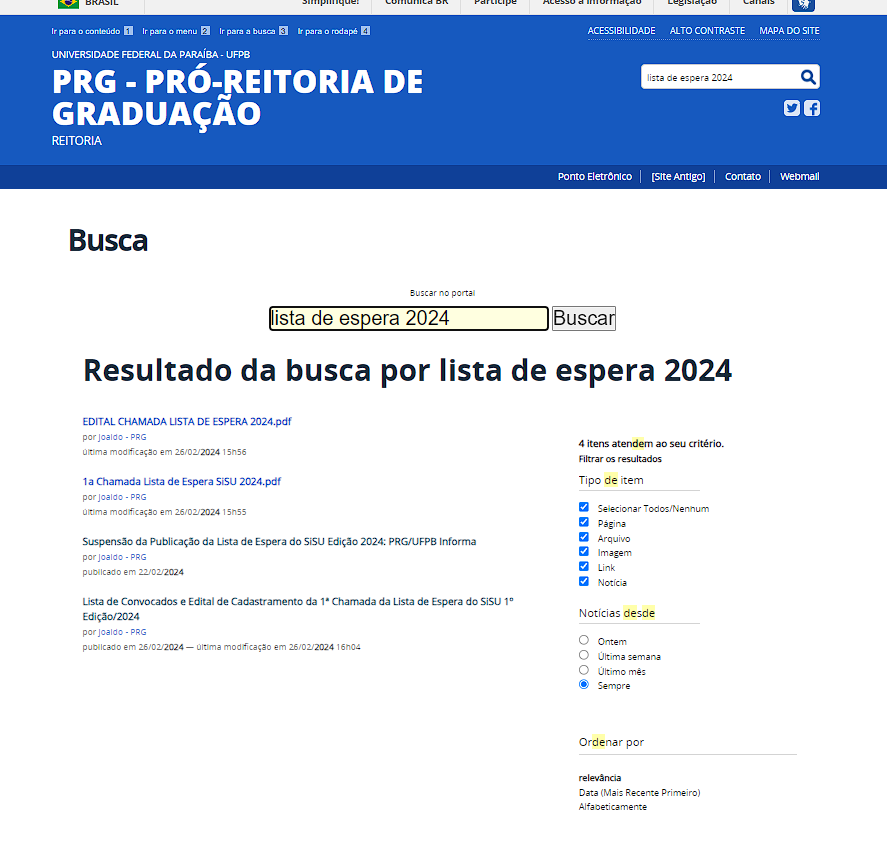 BRASIL
Simplifique!
Comunica BR
Participe
Acesso à informação
Legislação
Canais
Ir para o conteúdo 1 Ir para o menu 2 Ir para a busca 3 Ir para o rodapé 4
ACESSIBILIDADE ALTO CONTRASTE MAPA DO SITE
UNIVERSIDADE FEDERAL DA PARAÍBA - UFPB
PRG - PRÓ-REITORIA DE
GRADUAÇÃO
REITORIA
lista de espera 2024
Ponto Eletrônico [Site Antigo] Contato Webmail
Busca
Buscar no portal
lista de espera 2024 Buscar
Resultado da busca por lista de espera 2024
EDITAL CHAMADA LISTA DE ESPERA 2024.pdf
por Joaldo - PRG
última modificação em 26/02/2024 15h56
1a Chamada Lista de Espera SiSU 2024.pdf
por Joaldo - PRG
última modificação em 26/02/2024 15h55
Suspensão da Publicação da Lista de Espera do SiSU Edição 2024: PRG/UFPB Informa
por Joaldo - PRG
publicado em 22/02/2024
Lista de Convocados e Edital de Cadastramento da 1ª Chamada da Lista de Espera do SiSU 1º
Edição/2024
por Joaldo - PRG
publicado em 26/02/2024 — última modificação em 26/02/2024 16h04
4 itens atendem ao seu critério.
Filtrar os resultados
Tipo de item
Selecionar Todos/Nenhum
Página
Arquivo
Imagem
Link
Notícia
Notícias desde
Ontem
Última semana
Último mês
Sempre
Ordenar por
relevância
Data (Mais Recente Primeiro)
Alfabeticamente